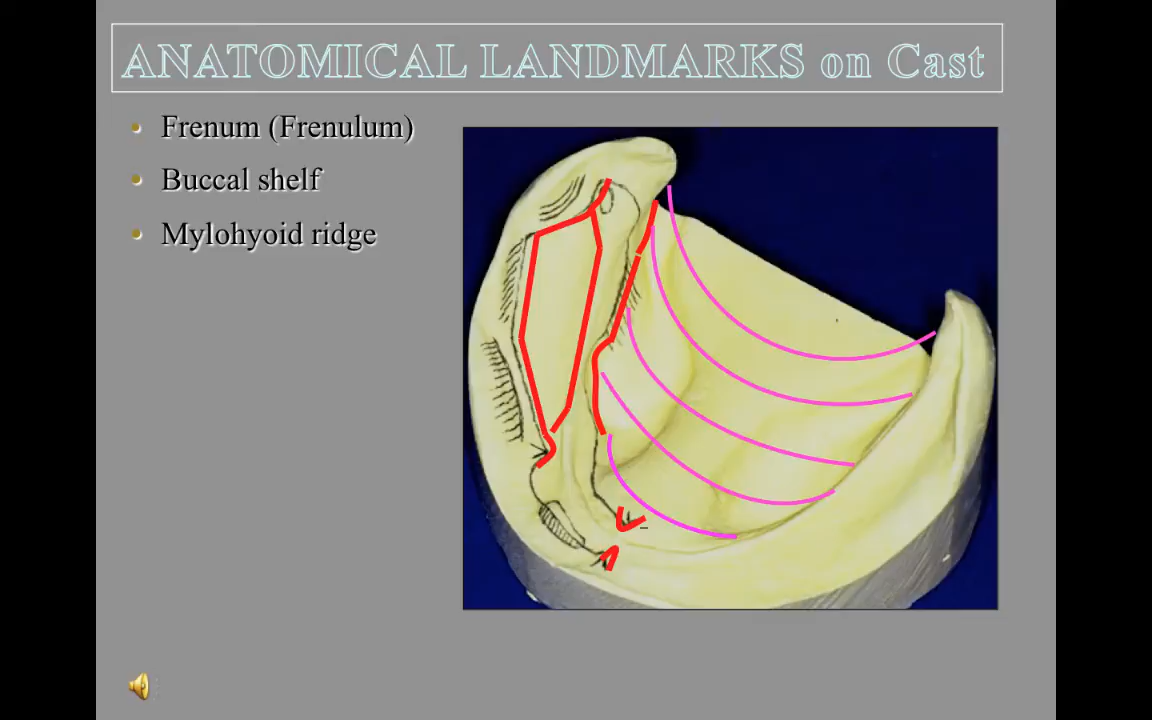 ANATOMICAL LANDMARKS on Cast
• Frenum (Frenulum)
• Buccal shelf
• Mylohyoid ridge